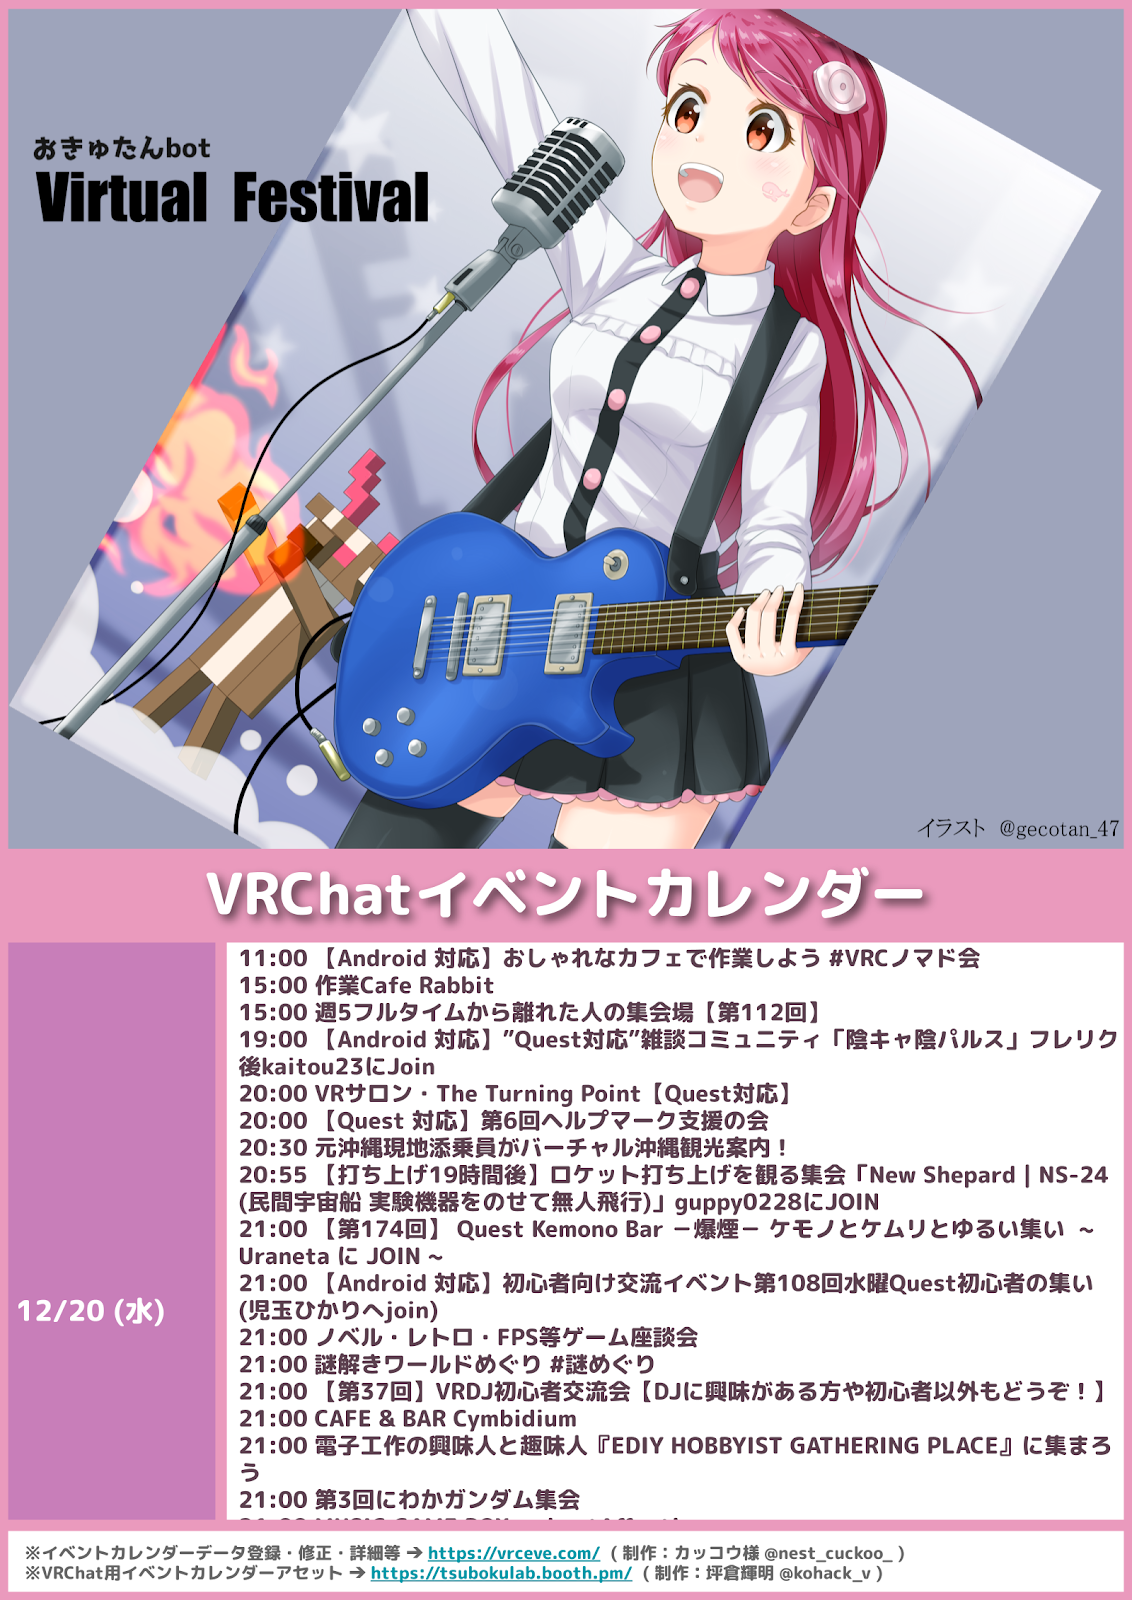 おきゅたんbot
Virtual Festival
イラスト @gecotan_47
VRChatイベントカレンダー
12/20 (水)
11:00 【Android 対応】おしゃれなカフェで作業しよう #VRCノマド会
15:00 作業Cafe Rabbit
15:00 週5フルタイムから離れた人の集会場【第112回】
19:00 【Android 対応】”Quest対応”雑談コミュニティ「陰キャ陰パルス」フレリク
後kaitou23にJoin
20:00 VRサロン・The Turning Point【Quest対応】
20:00 【Quest 対応】第6回ヘルプマーク支援の会
20:30 元沖縄現地添乗員がバーチャル沖縄観光案内！
20:55 【打ち上げ19時間後】ロケット打ち上げを観る集会「New Shepard | NS-24
(民間宇宙船 実験機器をのせて無人飛行)」guppy0228にJOIN
21:00 【第174回】 Quest Kemono Bar －爆煙－ ケモノとケムリとゆるい集い ~
Uraneta に JOIN ~
21:00 【Android 対応】初心者向け交流イベント第108回水曜Quest初心者の集い
(児玉ひかりへjoin)
21:00 ノベル・レトロ・FPS等ゲーム座談会
21:00 謎解きワールドめぐり #謎めぐり
21:00 【第37回】VRDJ初心者交流会【DJに興味がある方や初心者以外もどうぞ！】
21:00 CAFE & BAR Cymbidium
21:00 電子工作の興味人と趣味人『EDIY HOBBYIST GATHERING PLACE』に集まろ
う
21:00 第3回にわかガンダム集会
※イベントカレンダーデータ登録・修正・詳細等 ➔ https://vrceve.com/ ( 制作：カッコウ様 @nest_cuckoo_ )
※VRChat用イベントカレンダーアセット ➔ https://tsubokulab.booth.pm/ ( 制作：坪倉輝明 @kohack_v )